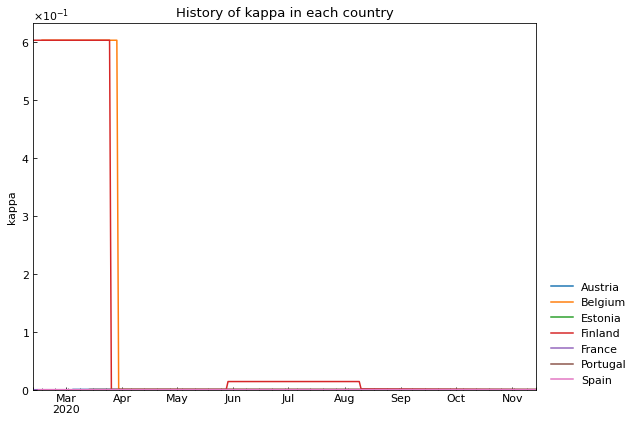 History of kappa in each country
×10⁻¹
6
5
4
3
2
1
0
kappa
Mar Apr May Jun Jul Aug Sep Oct Nov
2020
Austria
Belgium
Estonia
Finland
France
Portugal
Spain